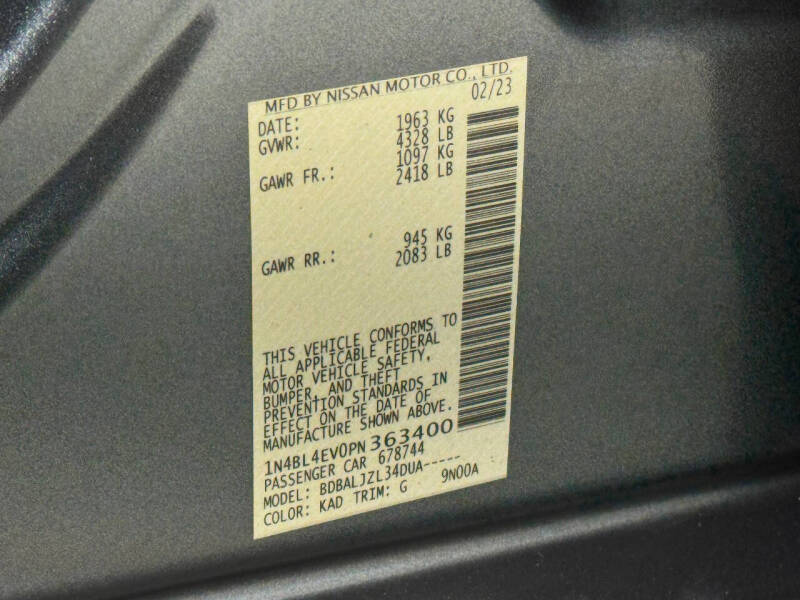 MFD BY NISSAN MOTOR CO., LTD.
DATE: 02/23
GVWR: 1963 KG
4328 LB
GAWR FR.: 1097 KG
2418 LB
GAWR RR.: 945 KG
2083 LB
THIS VEHICLE CONFORMS TO
ALL APPLICABLE FEDERAL
MOTOR VEHICLE SAFETY,
BUMPER, AND THEFT
PREVENTION STANDARDS IN
EFFECT ON THE DATE OF
MANUFACTURE SHOWN ABOVE.
1N4BL4EV0PN363400
PASSENGER CAR 678744
MODEL: BDBALJZL34DUA-----
COLOR: KAD TRIM: G 9N00A